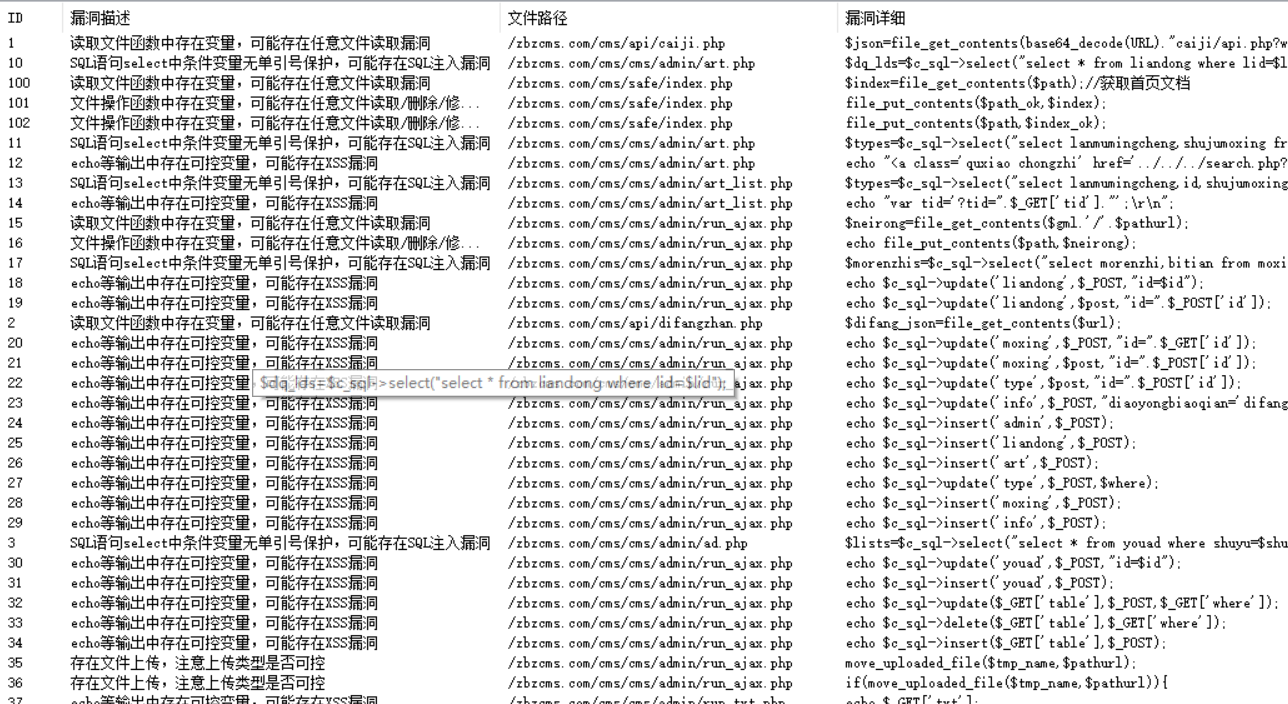 ID 漏洞描述 文件路径 漏洞详细
1 读取文件函数中存在变量，可能存在任意文件读取漏洞 /zbzcms.com/cms/api/caiji.php $json=file_get_contents(base64_decode(URL)."caiji/api.php?w
10 SQL语句select中条件变量无单引号保护，可能存在SQL注入漏洞 /zbzcms.com/cms/cms/admin/art.php $dq_lds=$c_sql->select("select * from liandong where lid=$l
100 读取文件函数中存在变量，可能存在任意文件读取漏洞 /zbzcms.com/cms/safe/index.php $index=file_get_contents($path);//获取首页文档
101 文件操作函数中存在变量，可能存在任意文件读取/删除/修... /zbzcms.com/cms/safe/index.php file_put_contents($path_ok,$index);
102 文件操作函数中存在变量，可能存在任意文件读取/删除/修... /zbzcms.com/cms/safe/index.php file_put_contents($path,$index_ok);
11 SQL语句select中条件变量无单引号保护，可能存在SQL注入漏洞 /zbzcms.com/cms/cms/admin/art.php $types=$c_sql->select("select lanmumingcheng,shujumoxing fr
12 echo等输出中存在可控变量，可能存在XSS漏洞 /zbzcms.com/cms/cms/admin/art.php echo "<a class='quxiao chongzhi' href='../../../search.php?
13 SQL语句select中条件变量无单引号保护，可能存在SQL注入漏洞 /zbzcms.com/cms/cms/admin/art_list.php $types=$c_sql->select("select lanmumingcheng,id,shujumoxing
14 echo等输出中存在可控变量，可能存在XSS漏洞 /zbzcms.com/cms/cms/admin/art_list.php echo "var tid='?tid=".$_GET['tid']."';\r\n";
15 读取文件函数中存在变量，可能存在任意文件读取漏洞 /zbzcms.com/cms/cms/admin/run_ajax.php $neirong=file_get_contents($gml.'/'.$pathurl);
16 文件操作函数中存在变量，可能存在任意文件读取/删除/修... /zbzcms.com/cms/cms/admin/run_ajax.php echo file_put_contents($path,$neirong);
17 SQL语句select中条件变量无单引号保护，可能存在SQL注入漏洞 /zbzcms.com/cms/cms/admin/run_ajax.php $morenzhis=$c_sql->select("select morenzhi,bitian from moxi
18 echo等输出中存在可控变量，可能存在XSS漏洞 /zbzcms.com/cms/cms/admin/run_ajax.php echo $c_sql->update('liandong',$_POST,"id=$id");
19 echo等输出中存在可控变量，可能存在XSS漏洞 /zbzcms.com/cms/cms/admin/run_ajax.php echo $c_sql->update('liandong',$post,"id=".$_POST['id']);
2 读取文件函数中存在变量，可能存在任意文件读取漏洞 /zbzcms.com/cms/api/difangzhan.php $difang_json=file_get_contents($url);
20 echo等输出中存在可控变量，可能存在XSS漏洞 /zbzcms.com/cms/cms/admin/run_ajax.php echo $c_sql->update('moxing',$_POST,"id=".$_GET['id']);
21 echo等输出中存在可控变量，可能存在XSS漏洞 /zbzcms.com/cms/cms/admin/run_ajax.php echo $c_sql->update('moxing',$post,"id=".$_POST['id']);
22 echo等输出中存在可控变量 $dq_lds=$c_sql->select("select * from liandong where lid=$lid"); ajax.php echo $c_sql->update('type',$post,"id=".$_POST['id']);
23 echo等输出中存在可控变量，可能存在XSS漏洞 /zbzcms.com/cms/cms/admin/run_ajax.php echo $c_sql->update('info',$_POST,"diaoyongbiaoqian='difang
24 echo等输出中存在可控变量，可能存在XSS漏洞 /zbzcms.com/cms/cms/admin/run_ajax.php echo $c_sql->insert('admin',$_POST);
25 echo等输出中存在可控变量，可能存在XSS漏洞 /zbzcms.com/cms/cms/admin/run_ajax.php echo $c_sql->insert('liandong',$_POST);
26 echo等输出中存在可控变量，可能存在XSS漏洞 /zbzcms.com/cms/cms/admin/run_ajax.php echo $c_sql->insert('art',$_POST);
27 echo等输出中存在可控变量，可能存在XSS漏洞 /zbzcms.com/cms/cms/admin/run_ajax.php echo $c_sql->update('type',$_POST,$where);
28 echo等输出中存在可控变量，可能存在XSS漏洞 /zbzcms.com/cms/cms/admin/run_ajax.php echo $c_sql->insert('moxing',$_POST);
29 echo等输出中存在可控变量，可能存在XSS漏洞 /zbzcms.com/cms/cms/admin/run_ajax.php echo $c_sql->insert('info',$_POST);
3 SQL语句select中条件变量无单引号保护，可能存在SQL注入漏洞 /zbzcms.com/cms/cms/admin/ad.php $lists=$c_sql->select("select * from youad where shuyu=$shu
30 echo等输出中存在可控变量，可能存在XSS漏洞 /zbzcms.com/cms/cms/admin/run_ajax.php echo $c_sql->update('youad',$_POST,"id=$id");
31 echo等输出中存在可控变量，可能存在XSS漏洞 /zbzcms.com/cms/cms/admin/run_ajax.php echo $c_sql->insert('youad',$_POST);
32 echo等输出中存在可控变量，可能存在XSS漏洞 /zbzcms.com/cms/cms/admin/run_ajax.php echo $c_sql->update($_GET['table'],$_POST,$_GET['where']);
33 echo等输出中存在可控变量，可能存在XSS漏洞 /zbzcms.com/cms/cms/admin/run_ajax.php echo $c_sql->delete($_GET['table'],$_GET['where']);
34 echo等输出中存在可控变量，可能存在XSS漏洞 /zbzcms.com/cms/cms/admin/run_ajax.php echo $c_sql->insert($_GET['table'],$_POST);
35 存在文件上传，注意上传类型是否可控 /zbzcms.com/cms/cms/admin/run_ajax.php move_uploaded_file($tmp_name,$pathurl);
36 存在文件上传，注意上传类型是否可控 /zbzcms.com/cms/cms/admin/run_ajax.php if(move_uploaded_file($tmp_name,$pathurl)){
37 echo等输出中存在可控变量，可能存在XSS漏洞 /zbzcms.com/cms/cms/admin/run_txt.php echo $_GET['txt'];